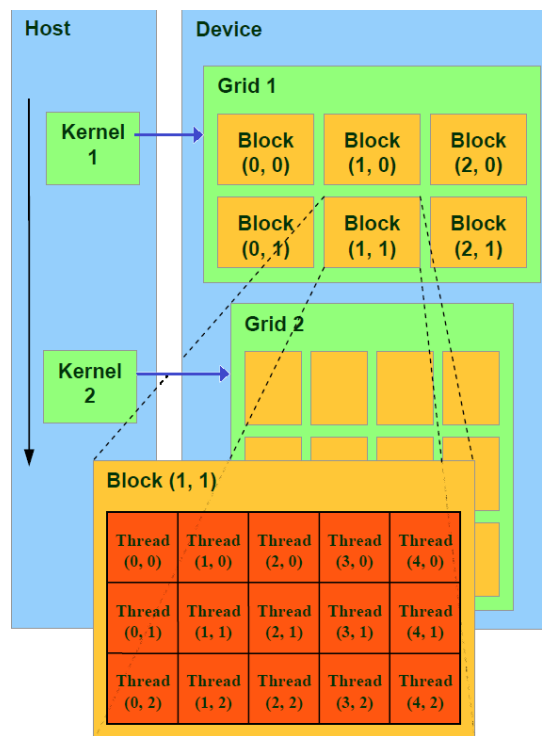 Host
Device
Grid 1
Kernel
1
Block
(0, 0)
Block
(1, 0)
Block
(2, 0)
Block
(0, 1)
Block
(1, 1)
Block
(2, 1)
Grid 2
Kernel
2
Block (1, 1)
Thread
(0, 0)
Thread
(1, 0)
Thread
(2, 0)
Thread
(3, 0)
Thread
(4, 0)
Thread
(0, 1)
Thread
(1, 1)
Thread
(2, 1)
Thread
(3, 1)
Thread
(4, 1)
Thread
(0, 2)
Thread
(1, 2)
Thread
(2, 2)
Thread
(3, 2)
Thread
(4, 2)